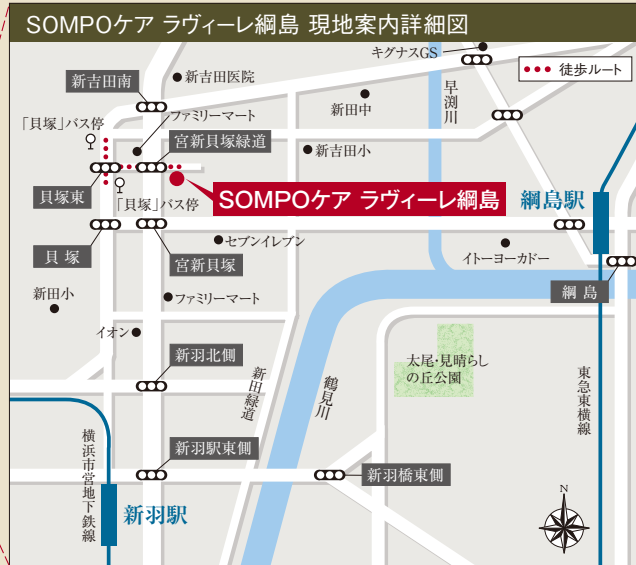 SOMPOケア ラヴィーレ綱島 現地案内詳細図
キグナスGS
徒歩ルート
新吉田南
新吉田医院
新田中
早渕川
「貝塚」バス停
ファミリーマート
宮新貝塚緑道
新吉田小
貝塚東
「貝塚」バス停
SOMPOケア ラヴィーレ綱島
綱島駅
貝塚
宮新貝塚
セブンイレブン
イトーヨーカドー
綱島
新田小
ファミリーマート
イオン
新羽北側
新田緑道
鶴見川
太尾・見晴らし
の丘公園
東急東横線
横浜市営地下鉄線
新羽駅東側
新羽橋東側
新羽駅
N